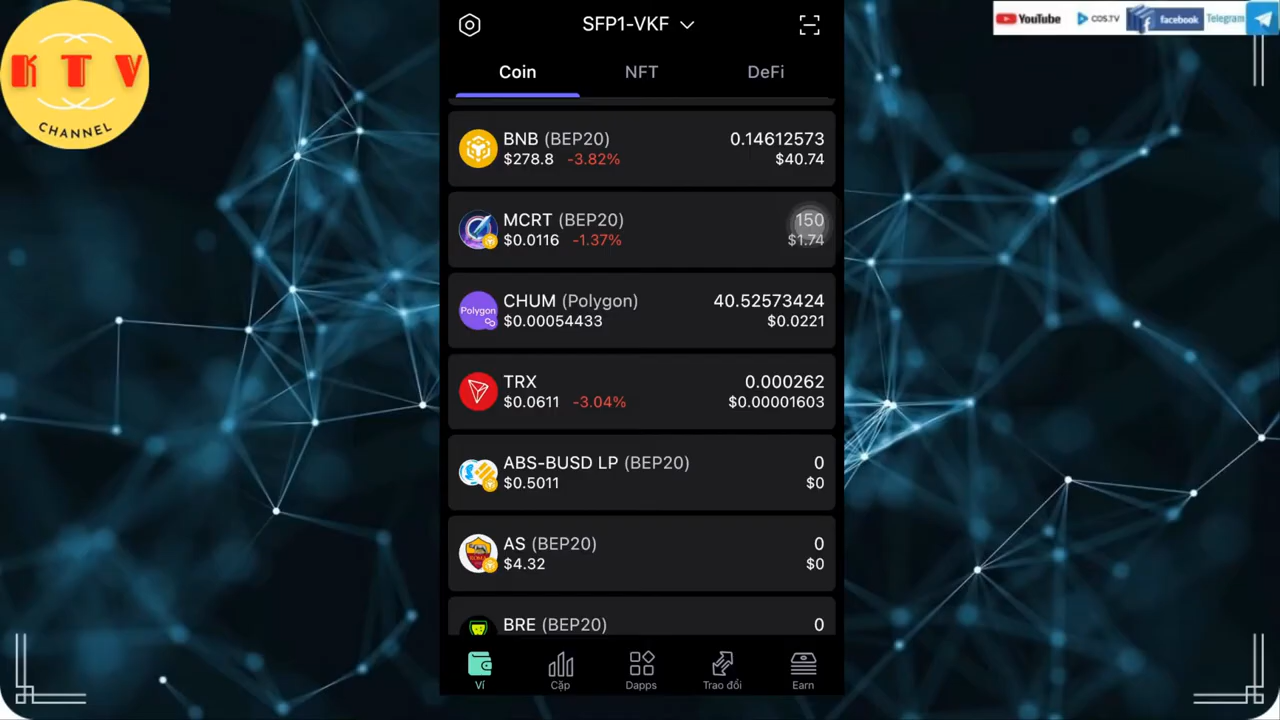 K T V
CHANNEL
YouTube
COS.TV
facebook
Telegram
SFP1-VKF
Coin
NFT
DeFi
BNB (BEP20)
0.14612573
$278.8 -3.82%
$40.74
MCRT (BEP20)
150
$0.0116 -1.37%
$1.74
CHUM (Polygon)
40.52573424
Polygon
$0.00054433
$0.0221
TRX
0.000262
$0.0611 -3.04%
$0.00001603
ABS-BUSD LP (BEP20)
0
$0.5011
$0
AS (BEP20)
0
$4.32
$0
BRE (BEP20)
0
Ví
Cặp
Dapps
Trao đổi
Earn